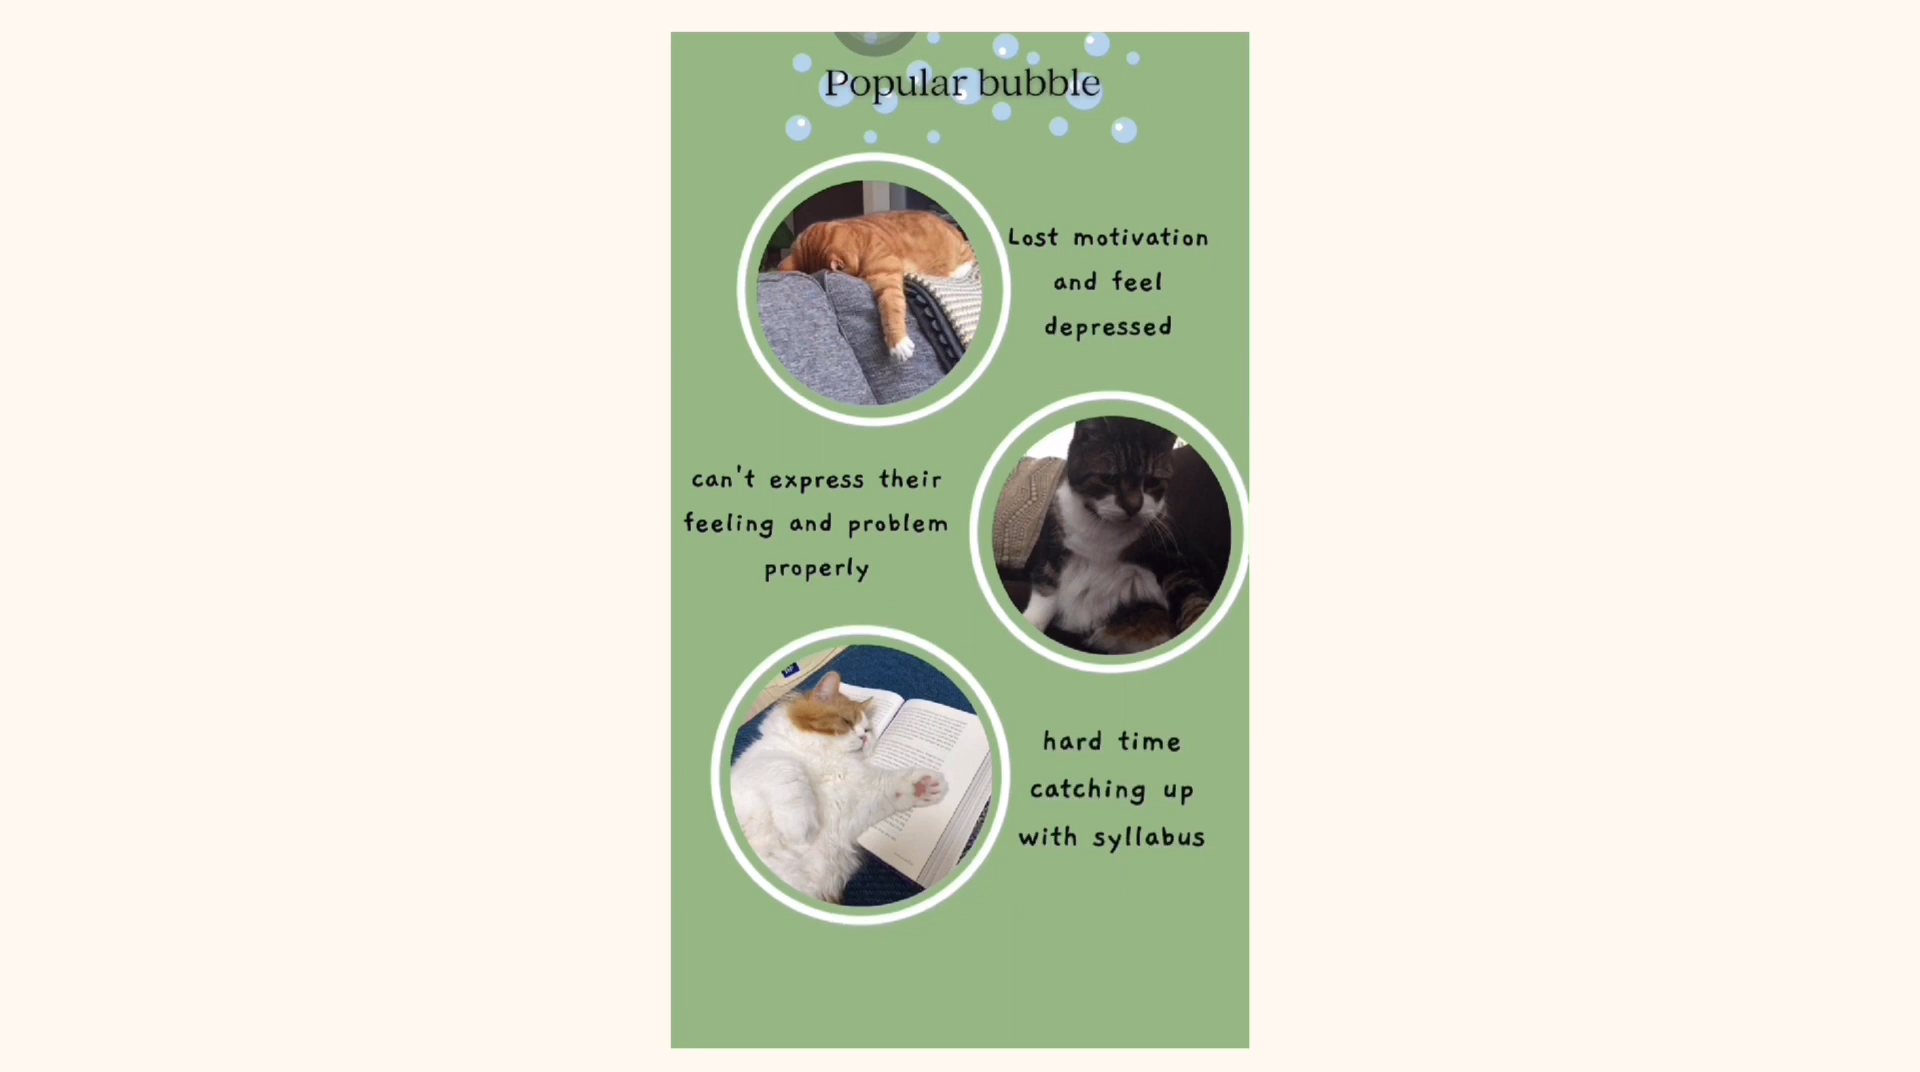 Popular bubble
Lost motivation
and feel
depressed
can't express their
feeling and problem
properly
hard time
catching up
with syllabus